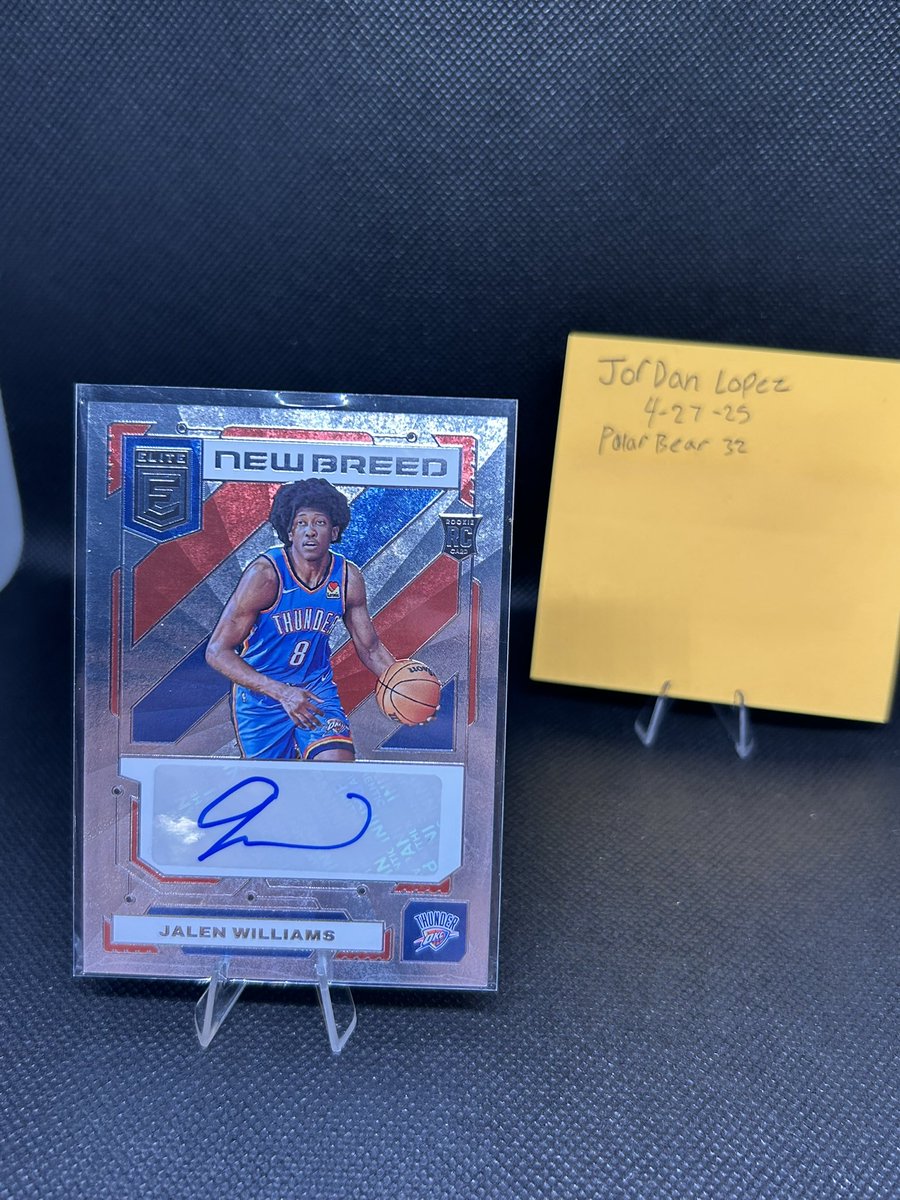 JorDan Lopez
4-27-25
Polar Bear 32
ELITE
E
NEW BREED
ROOKIE
RC
CARD
THUNDER
8
JALEN WILLIAMS
THUNDER
OKC